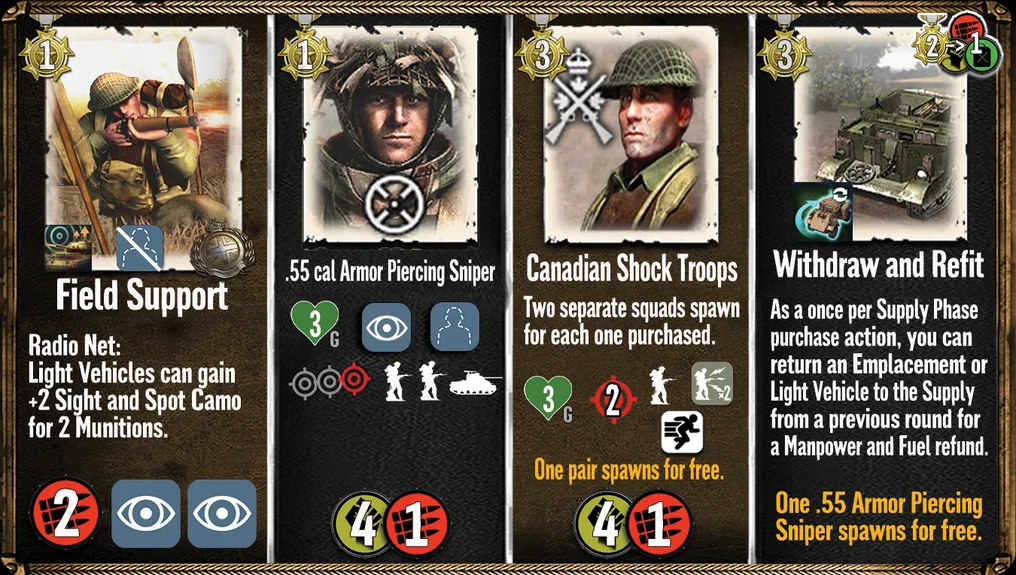 1
Field Support
Radio Net:
Light Vehicles can gain
+2 Sight and Spot Camo
for 2 Munitions.
2
1
.55 cal Armor Piercing Sniper
3
G
4
1
3
Canadian Shock Troops
Two separate squads spawn
for each one purchased.
3
G
2
x2
One pair spawns for free.
4
1
3
2->1
Withdraw and Refit
As a once per Supply Phase
purchase action, you can
return an Emplacement or
Light Vehicle to the Supply
from a previous round for
a Manpower and Fuel refund.
One .55 Armor Piercing
Sniper spawns for free.